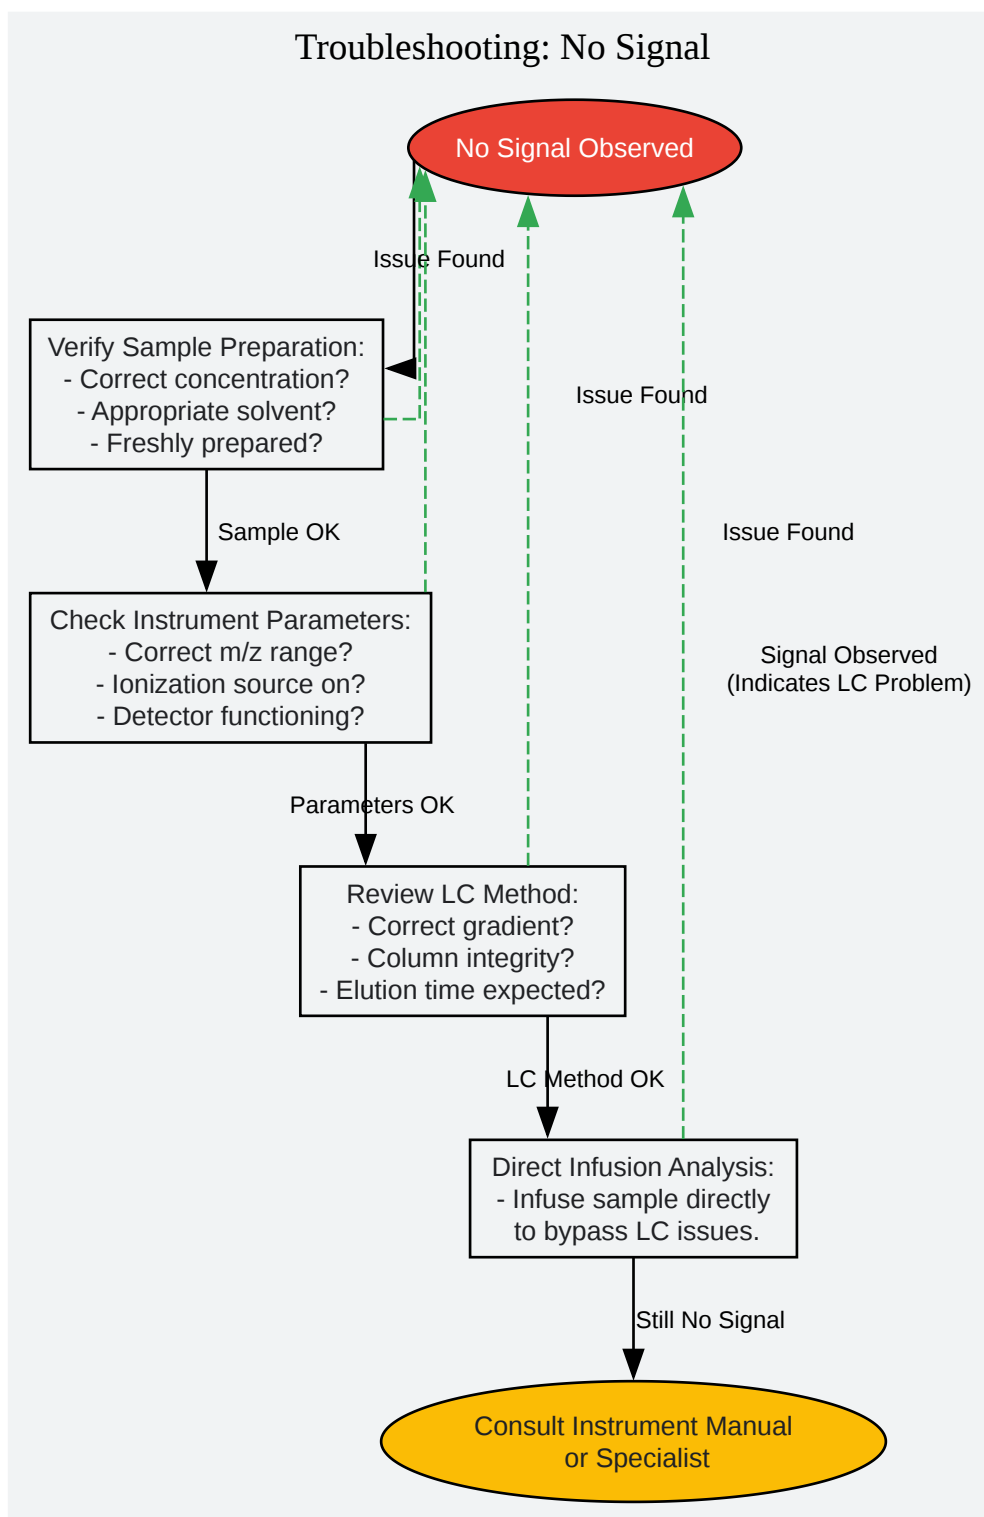 Troubleshooting: No Signal
No Signal Observed
Issue Found
Verify Sample Preparation:
- Correct concentration?
- Appropriate solvent?
- Freshly prepared?
Issue Found
Sample OK
Issue Found
Check Instrument Parameters:
- Correct m/z range?
- Ionization source on?
- Detector functioning?
Signal Observed
(Indicates LC Problem)
Parameters OK
Review LC Method:
- Correct gradient?
- Column integrity?
- Elution time expected?
LC Method OK
Direct Infusion Analysis:
- Infuse sample directly
to bypass LC issues.
Still No Signal
Consult Instrument Manual
or Specialist